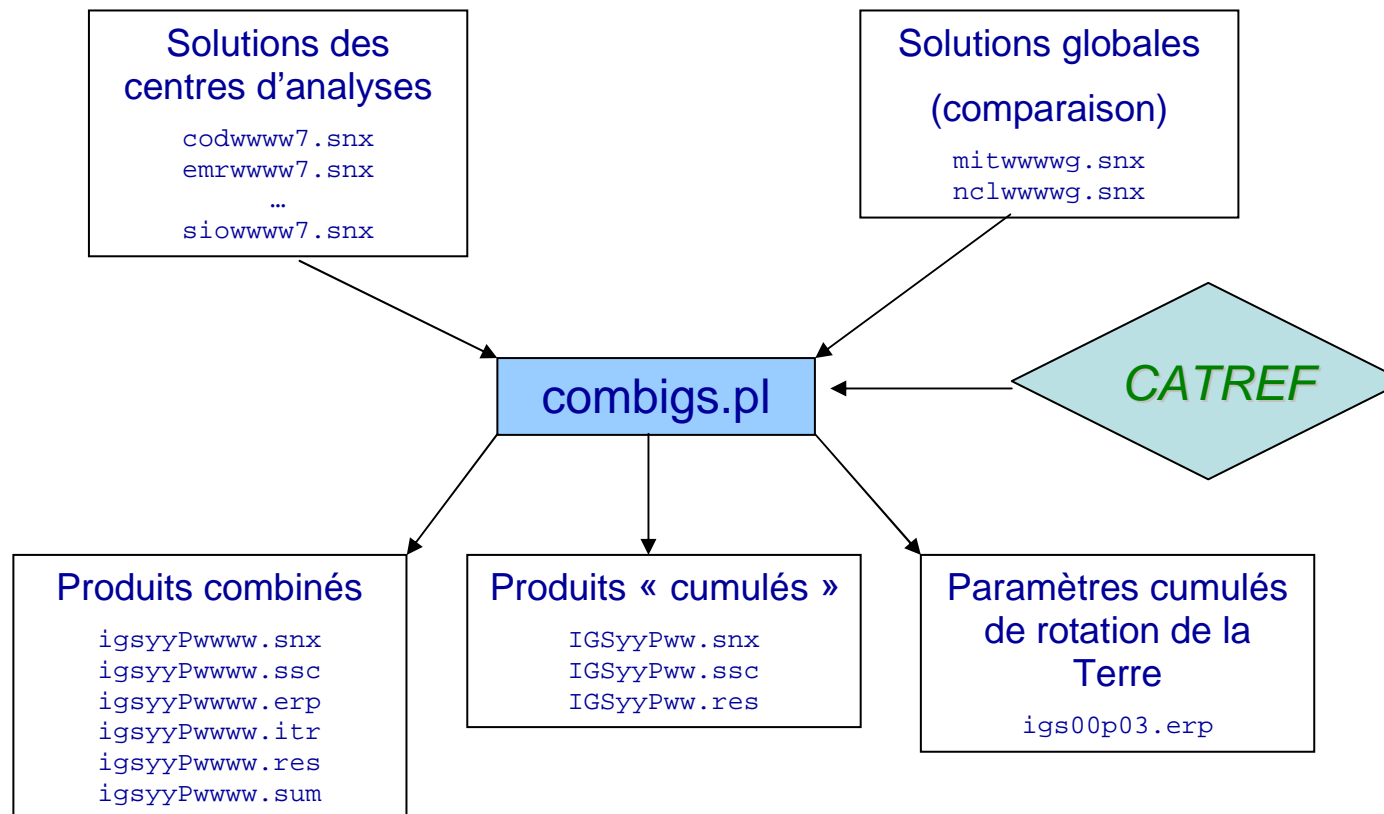 Solutions des
centres d'analyses
codwwww7.snx
emrwwww7.snx
…
siowwww7.snx
Solutions globales
(comparaison)
mitwwwwg.snx
nclwwwwg.snx
combigs.pl
CATREF
Produits combinés
igsyyPwwww.snx
igsyyPwwww.ssc
igsyyPwwww.erp
igsyyPwwww.itr
igsyyPwwww.res
igsyyPwwww.sum
Produits « cumulés »
IGSyyPww.snx
IGSyyPww.ssc
IGSyyPww.res
Paramètres cumulés
de rotation de la
Terre
igs00p03.erp